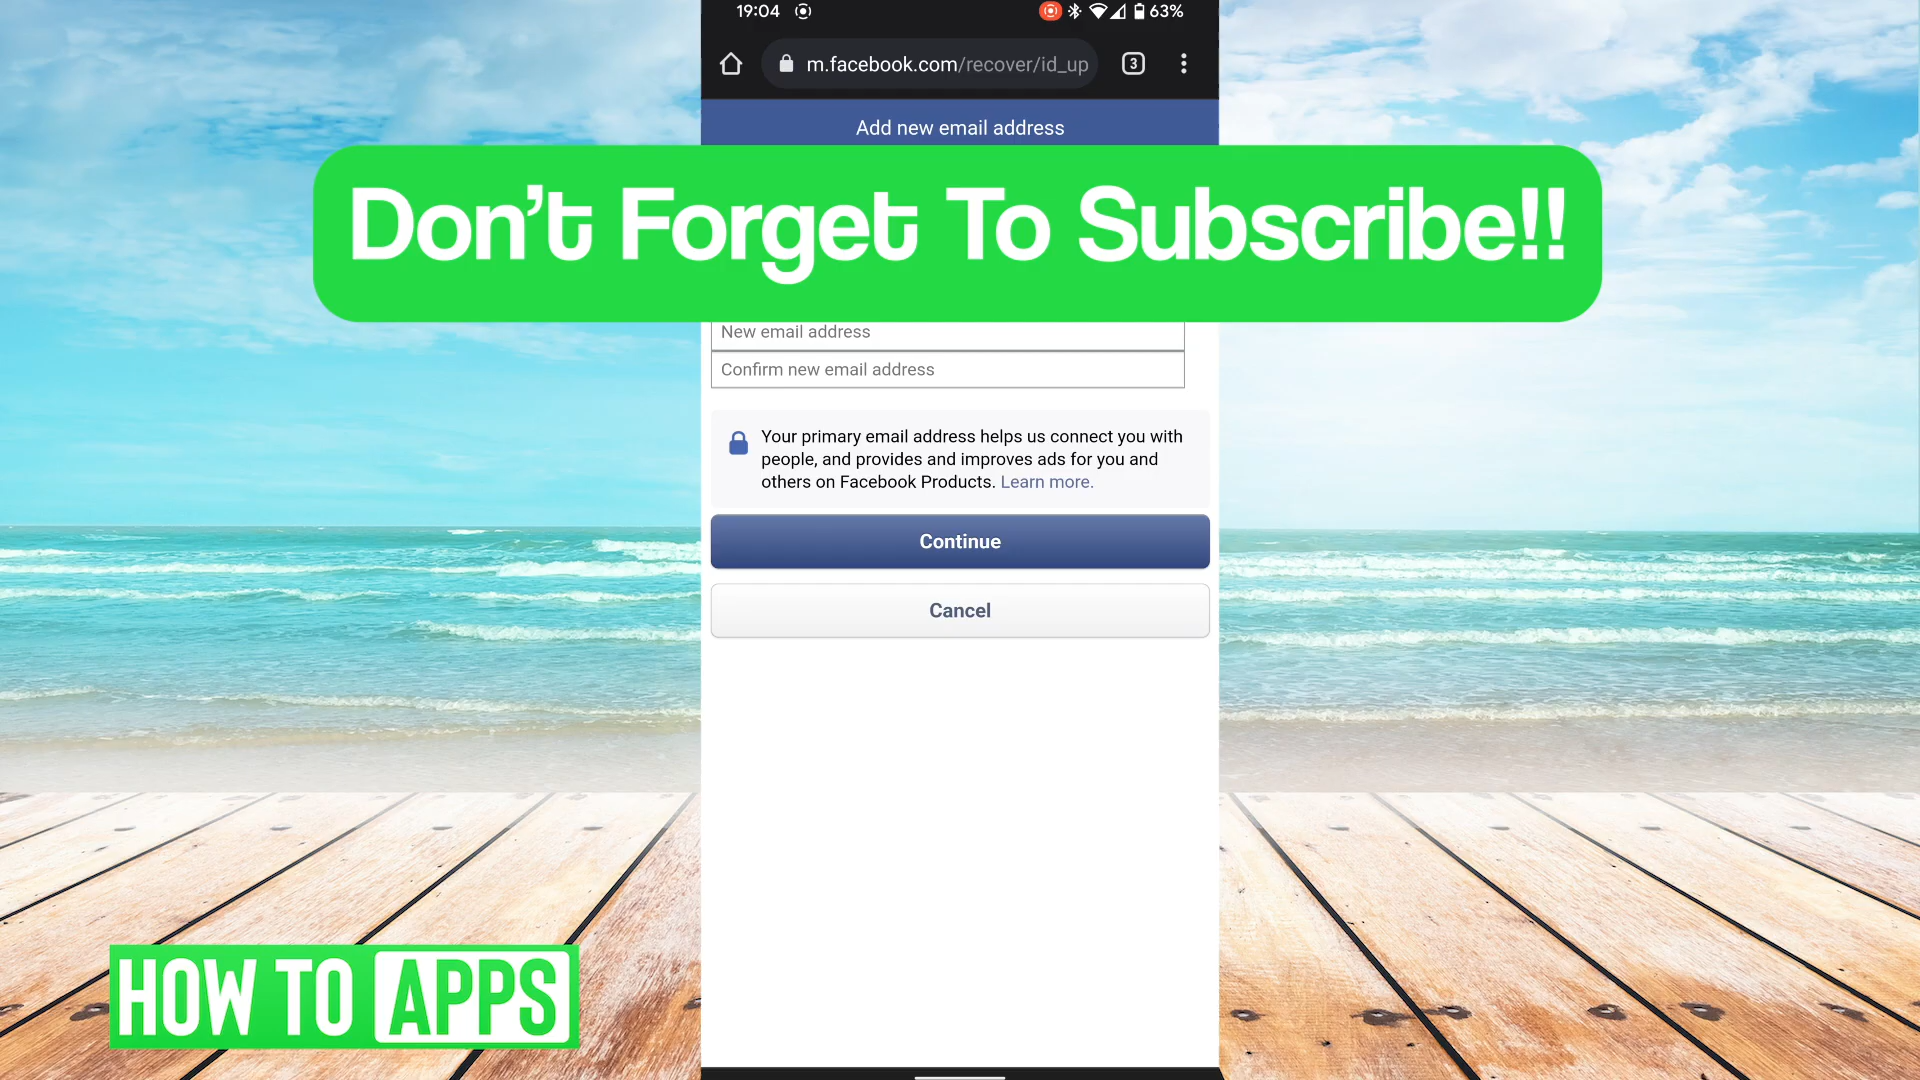 19:04
63%
m.facebook.com/recover/id_up
3
Add new email address
Don't Forget To Subscribe!!
New email address
Confirm new email address
Your primary email address helps us connect you with
people, and provides and improves ads for you and
others on Facebook Products. Learn more.
Continue
Cancel
HOW TO APPS